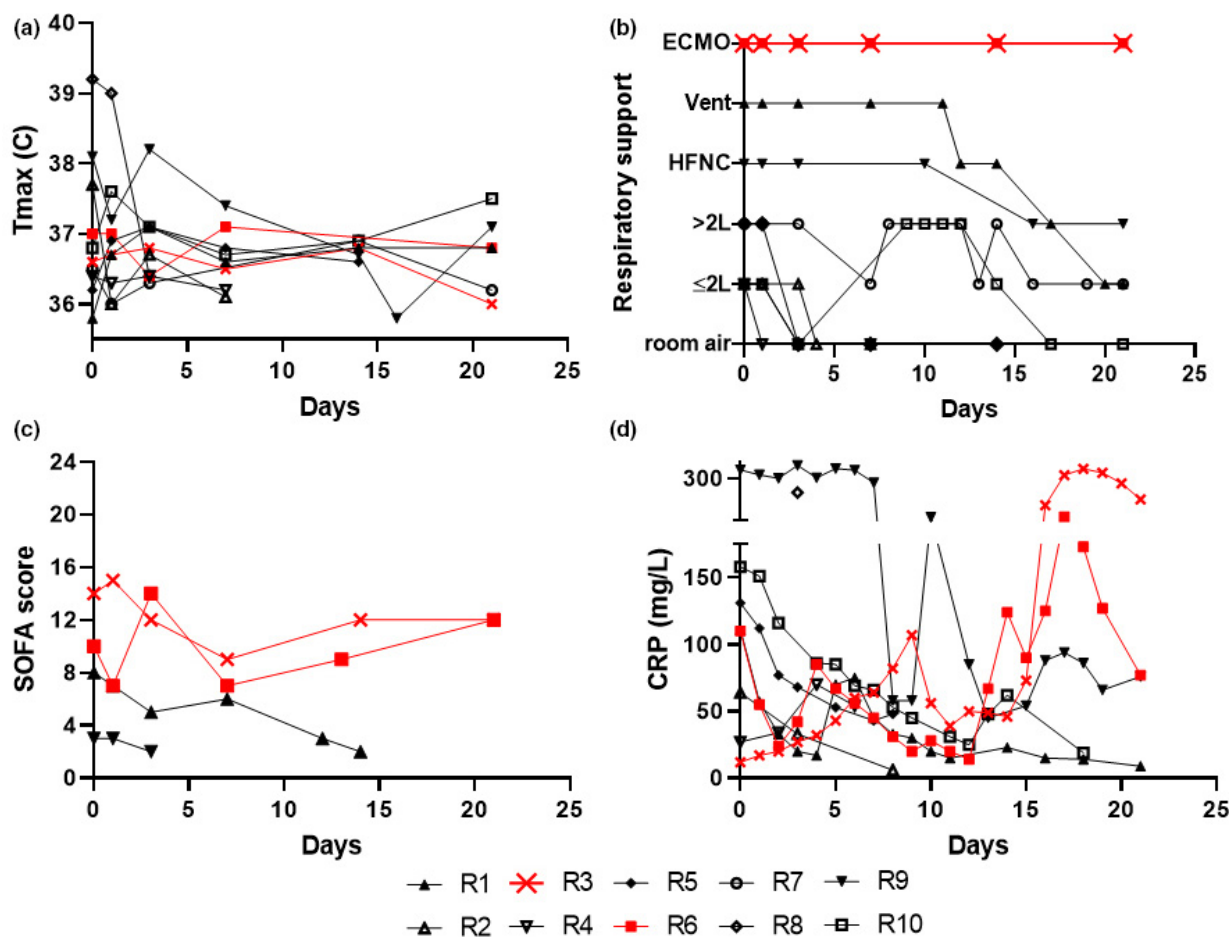 (a)
40
39
38
37
36
Tmax (C)
0 5 10 15 20 25
Days
(b)
ECMO
Vent
HFNC
>2L
≤2L
room air
Respiratory support
0 5 10 15 20 25
Days
(c)
24
20
16
12
8
4
0
SOFA score
0 5 10 15 20 25
Days
(d)
300
150
100
50
0
CRP (mg/L)
0 5 10 15 20 25
Days
R1 R3 R5 R7 R9
R2 R4 R6 R8 R10